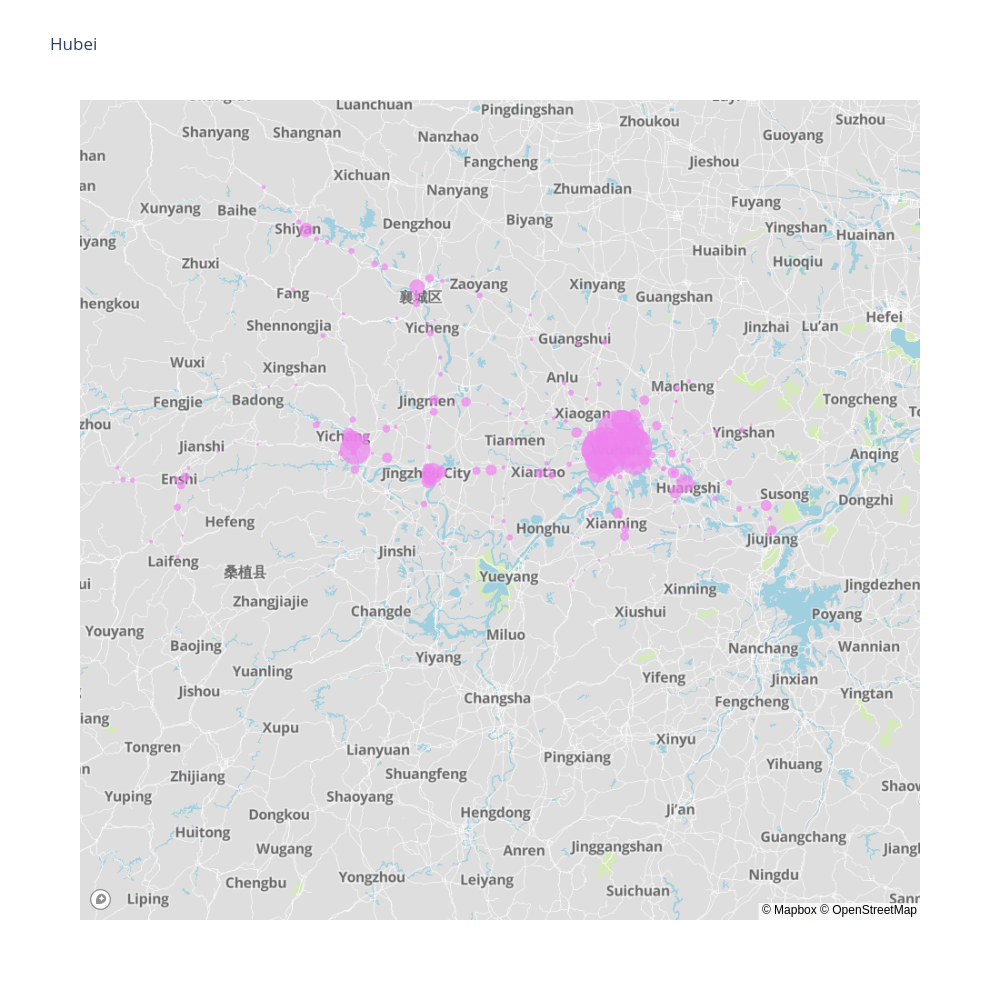 Hubei
Luanchuan
Pingdingshan
Zhoukou
Suzhou
Shanyang
Shangnan
Nanzhao
Guoyang
han
Fangcheng
Jieshou
an
Xichuan
Nanyang
Zhumadian
Fuyang
Xunyang
Baihe
Dengzhou
Biyang
Yingshan
Huainan
Shiyan
iyang
Huaibin
Huoqiu
Zhuxi
Zaoyang
Xinyang
Guangshan
hengkou
Fang
襄城区
Hefei
Shennongjia
Yicheng
Guangshui
Jinzhai
Lu’an
Wuxi
Xingshan
Anlu
Macheng
Fengjie
Badong
Jingmen
Xiaogan
Tongcheng
zhou
Yichang
Tianmen
Yingshan
Jianshi
Anqing
Enshi
Jingzhou City
Xiantao
Huangshi
Susong
Dongzhi
Hefeng
Honghu
Xianning
Jiujiang
Laifeng
Jinshi
桑植县
Yueyang
ui
Xinning
Jingdezhen
Zhangjiajie
Changde
Xiushui
Poyang
Youyang
Baojing
Miluo
Nanchang
Wannian
Yuanling
Yiyang
Yifeng
Jinxian
Jishou
Changsha
Fengcheng
Yingtan
iang
Xupu
Tongren
Lianyuan
Pingxiang
Xinyu
Yihuang
n
Zhijiang
Shuangfeng
Shaow
Yuping
Shaoyang
Dongkou
Hengdong
Ji’an
Huitong
Wugang
Anren
Jinggangshan
Guangchang
Jiangl
Chengbu
Yongzhou
Leiyang
Suichuan
Ningdu
Liping
© Mapbox © OpenStreetMap